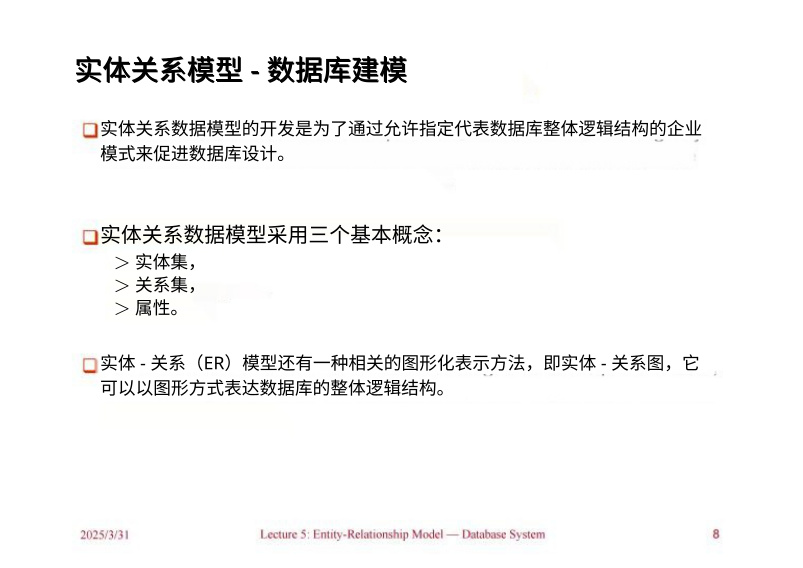 实体关系模型 - 数据库建模
实体关系数据模型的开发是为了通过允许指定代表数据库整体逻辑结构的企业
模式来促进数据库设计。
实体关系数据模型采用三个基本概念：
> 实体集，
> 关系集，
> 属性。
实体 - 关系（ER）模型还有一种相关的图形化表示方法，即实体 - 关系图，它
可以以图形方式表达数据库的整体逻辑结构。
2025/3/31
Lecture 5: Entity-Relationship Model — Database System
8